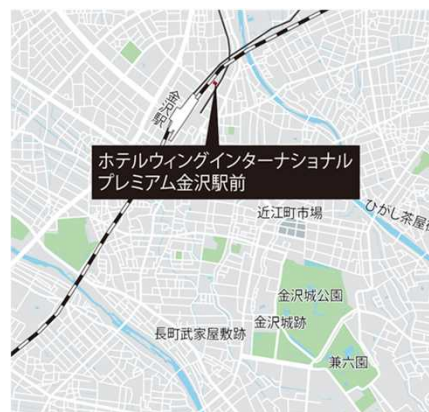 金沢駅
ホテルウィングインターナショナル
プレミアム金沢駅前
近江町市場
ひがし茶屋街
金沢城公園
金沢城跡
長町武家屋敷跡
兼六園